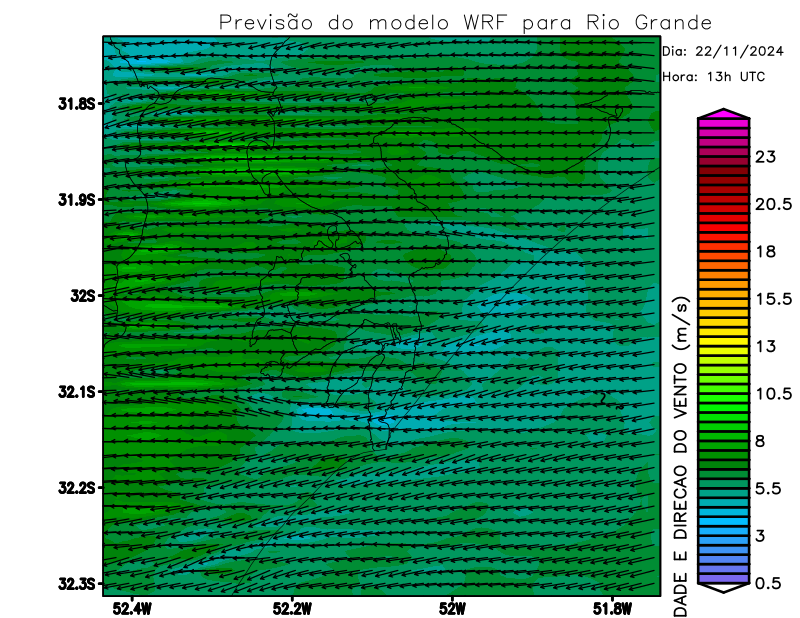 Previsão do modelo WRF para Rio Grande
Dia: 22/11/2024
Hora: 13h UTC
31.8S
31.9S
32S
32.1S
32.2S
32.3S
52.4W
52.2W
52W
51.8W
23
20.5
18
15.5
13
10.5
8
5.5
3
0.5
DADE E DIRECAO DO VENTO (m/s)